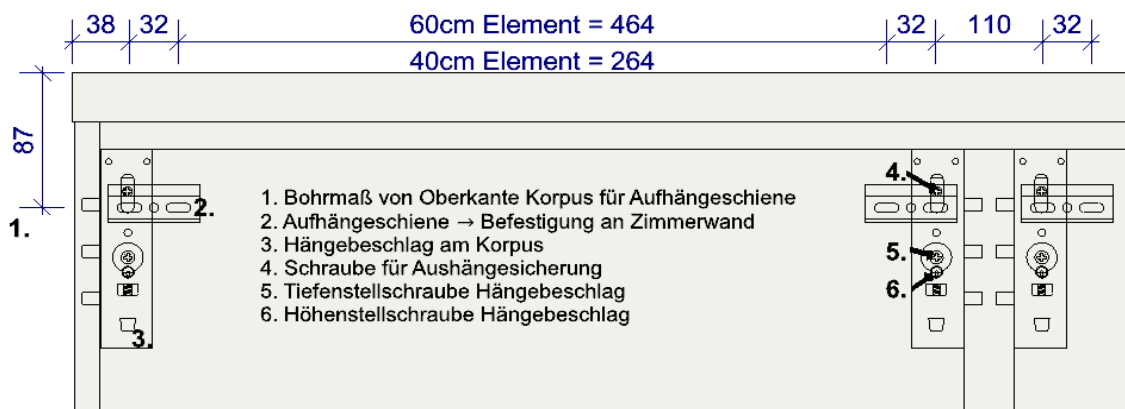 38 32 60cm Element = 464 32 110 32
40cm Element = 264
87
1.
2.
3.
4.
5.
6.
1. Bohrmaß von Oberkante Korpus für Aufhängeschiene
2. Aufhängeschiene → Befestigung an Zimmerwand
3. Hängebeschlag am Korpus
4. Schraube für Aushängesicherung
5. Tiefenstellschraube Hängebeschlag
6. Höhenstellschraube Hängebeschlag